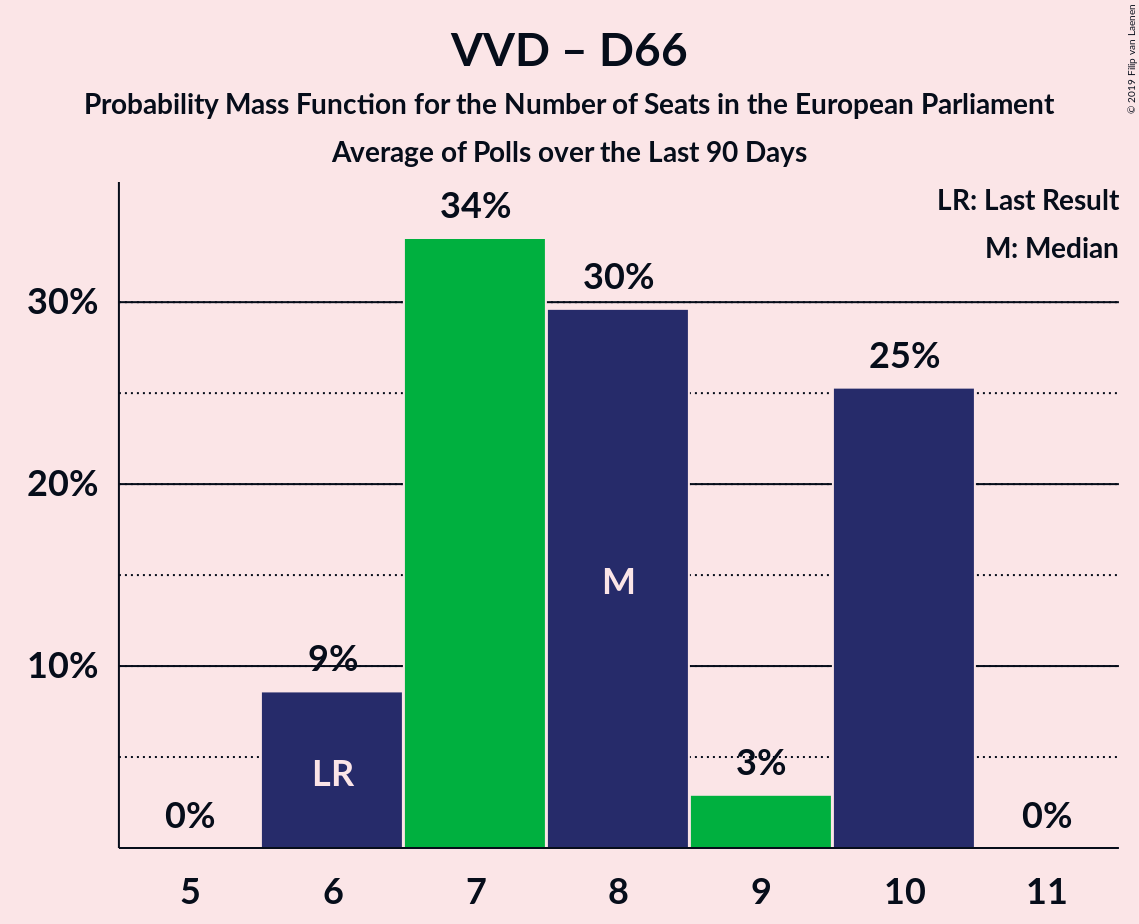 VVD – D66
Probability Mass Function for the Number of Seats in the European Parliament
Average of Polls over the Last 90 Days
© 2019 Filip van Laenen
LR: Last Result
M: Median
34%
30%
30%
25%
20%
M
10%
9%
3%
LR
0%
0%
5
6
7
8
9
10
11